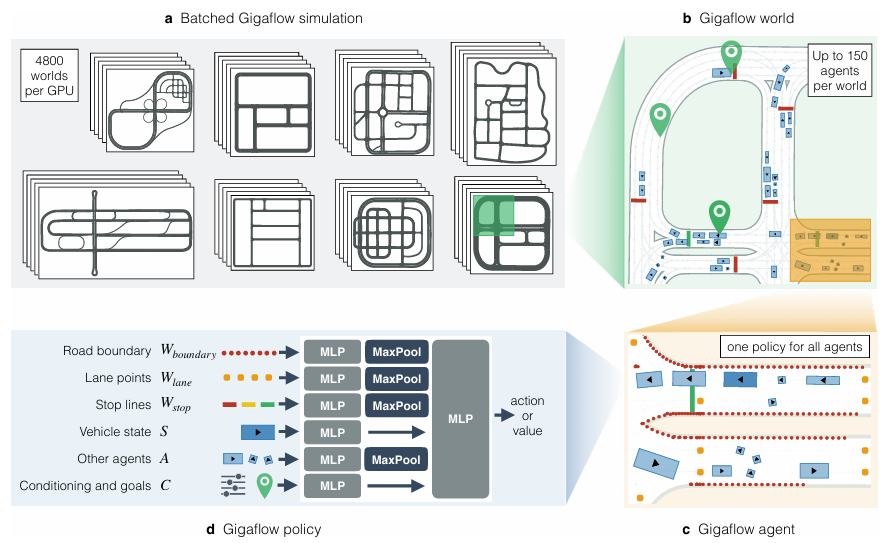 a Batched Gigaflow simulation
4800
worlds
per GPU
b Gigaflow world
Up to 150
agents
per world
Road boundary W_boundary
MLP MaxPool
Lane points W_lane
MLP MaxPool
Stop lines W_stop
MLP MaxPool
Vehicle state S
MLP
Other agents A
MLP MaxPool
Conditioning and goals C
MLP
MLP
action
or
value
d Gigaflow policy
one policy for all agents
c Gigaflow agent